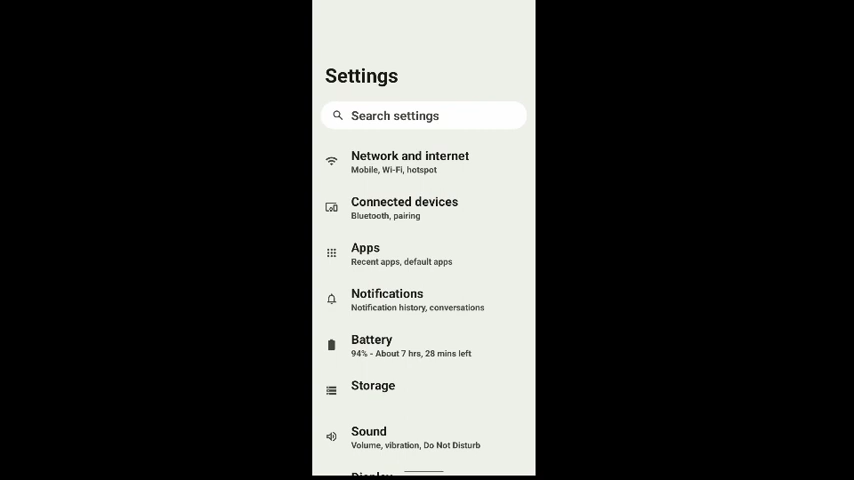 Settings
Search settings
Network and internet
Mobile, Wi-Fi, hotspot
Connected devices
Bluetooth, pairing
Apps
Recent apps, default apps
Notifications
Notification history, conversations
Battery
94% - About 7 hrs, 28 mins left
Storage
Sound
Volume, vibration, Do Not Disturb